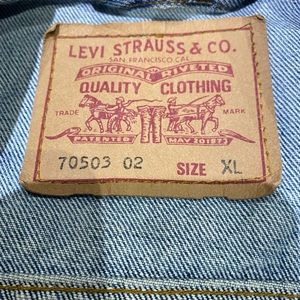 LEVI STRAUSS & CO.
SAN FRANCISCO, CAL
ORIGINAL RIVETED
QUALITY CLOTHING
TRADE MARK
PATENTED MAY 20 1873
70503 02 SIZE XL